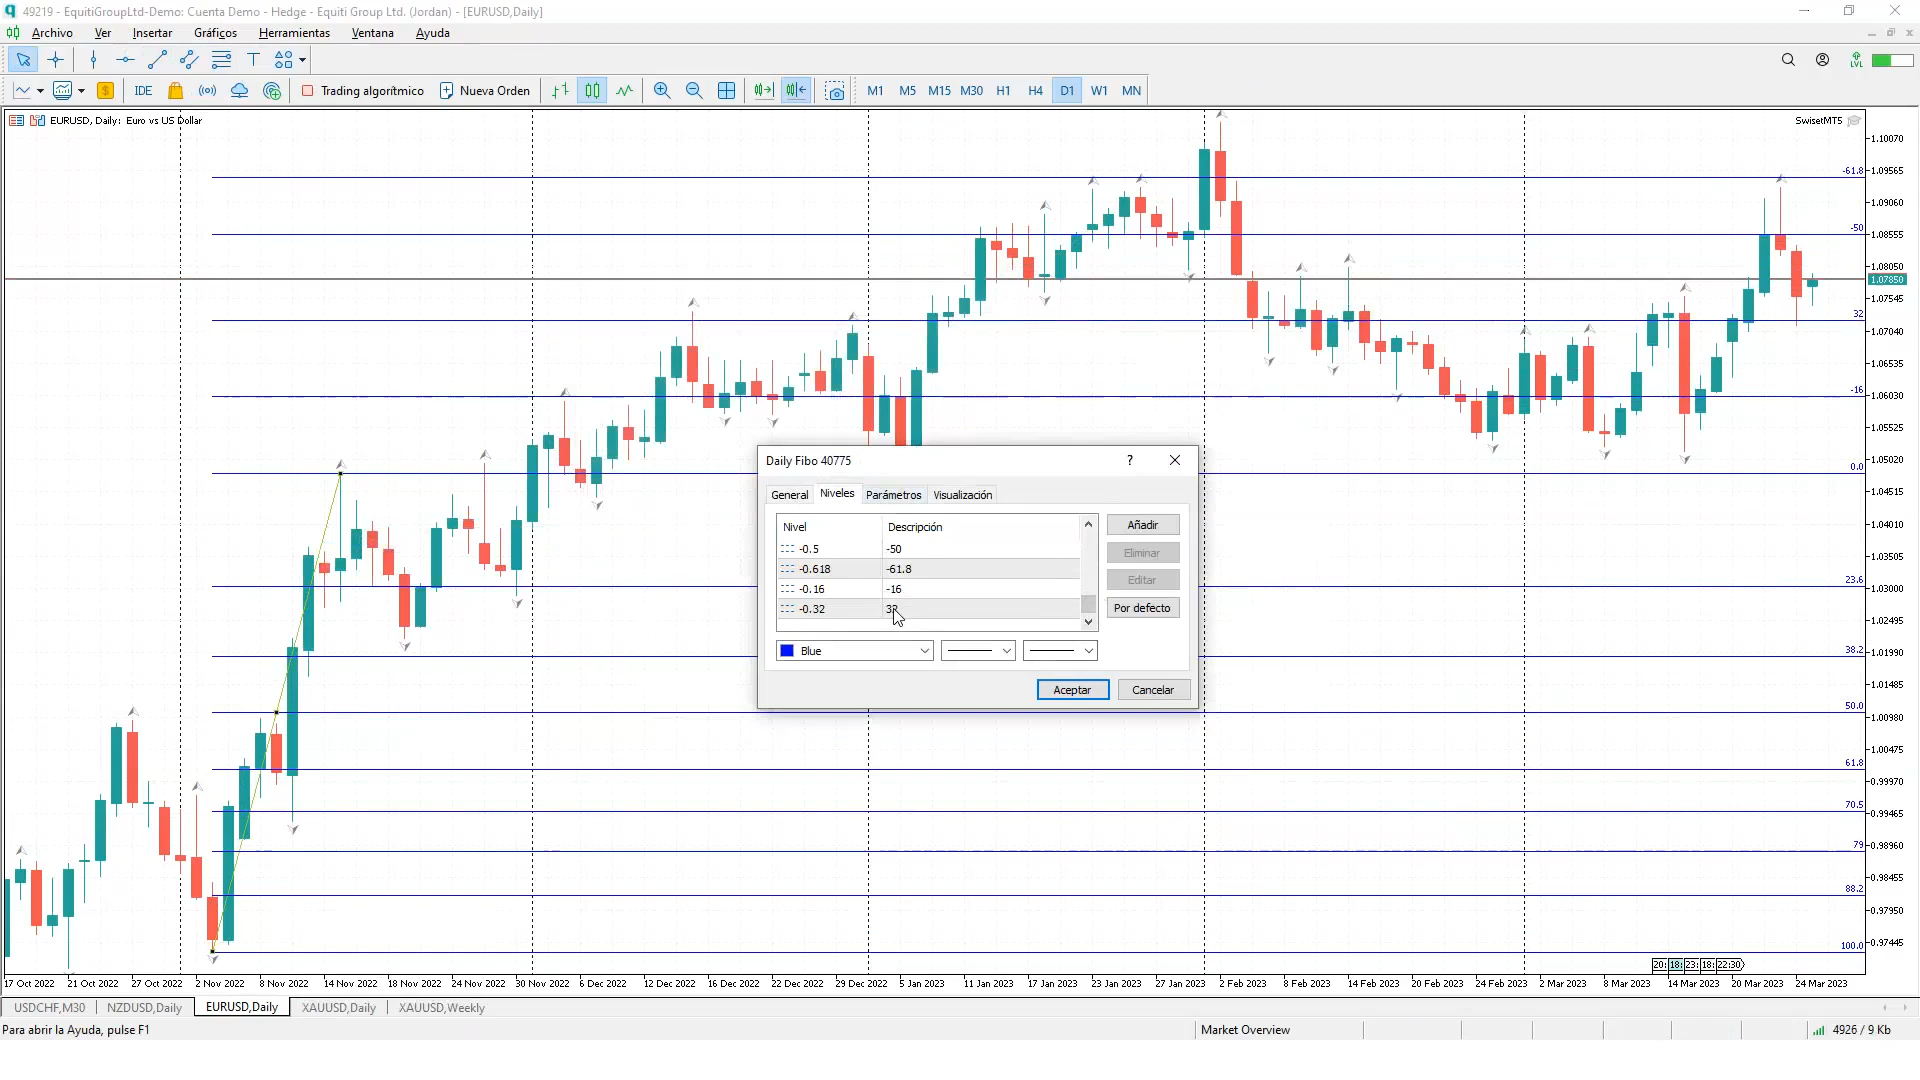 49219 - EquitiGroupLtd-Demo: Cuenta Demo - Hedge - Equiti Group Ltd. (Jordan) - [EURUSD,Daily]
Archivo Ver Insertar Gráficos Herramientas Ventana Ayuda
T LVL
$ IDE Trading algorítmico Nueva Orden M1 M5 M15 M30 H1 H4 D1 W1 MN
EURUSD, Daily: Euro vs US Dollar
SwisetMT5
1.10070
-61.8 1.09565
1.09060
-50 1.08555
1.08050
1.07850
1.07545
32
1.07040
1.06535
-16 1.06030
1.05525
0.0 1.05020
1.04515
1.04010
1.03505
23.6 1.03000
1.02495
38.2 1.01990
1.01485
50.0 1.00980
1.00475
61.8
0.99970
70.5 0.99465
79 0.98960
0.98455
88.2
0.97950
100.0 0.97445
Daily Fibo 40775 ?
General Niveles Parámetros Visualización
Nivel Descripción
-0.5 -50
-0.618 -61.8
-0.16 -16
-0.32 32
Añadir
Eliminar
Editar
Por defecto
Blue
Aceptar Cancelar
20: 18: 23: 18: 22:30
17 Oct 2022 21 Oct 2022 27 Oct 2022 2 Nov 2022 8 Nov 2022 14 Nov 2022 18 Nov 2022 24 Nov 2022 30 Nov 2022 6 Dec 2022 12 Dec 2022 16 Dec 2022 22 Dec 2022 29 Dec 2022 5 Jan 2023 11 Jan 2023 17 Jan 2023 23 Jan 2023 27 Jan 2023 2 Feb 2023 8 Feb 2023 14 Feb 2023 20 Feb 2023 24 Feb 2023 2 Mar 2023 8 Mar 2023 14 Mar 2023 20 Mar 2023 24 Mar 2023
USDCHF,M30 NZDUSD,Daily EURUSD,Daily XAUUSD,Daily XAUUSD,Weekly
Para abrir la Ayuda, pulse F1 Market Overview 4926 / 9 Kb